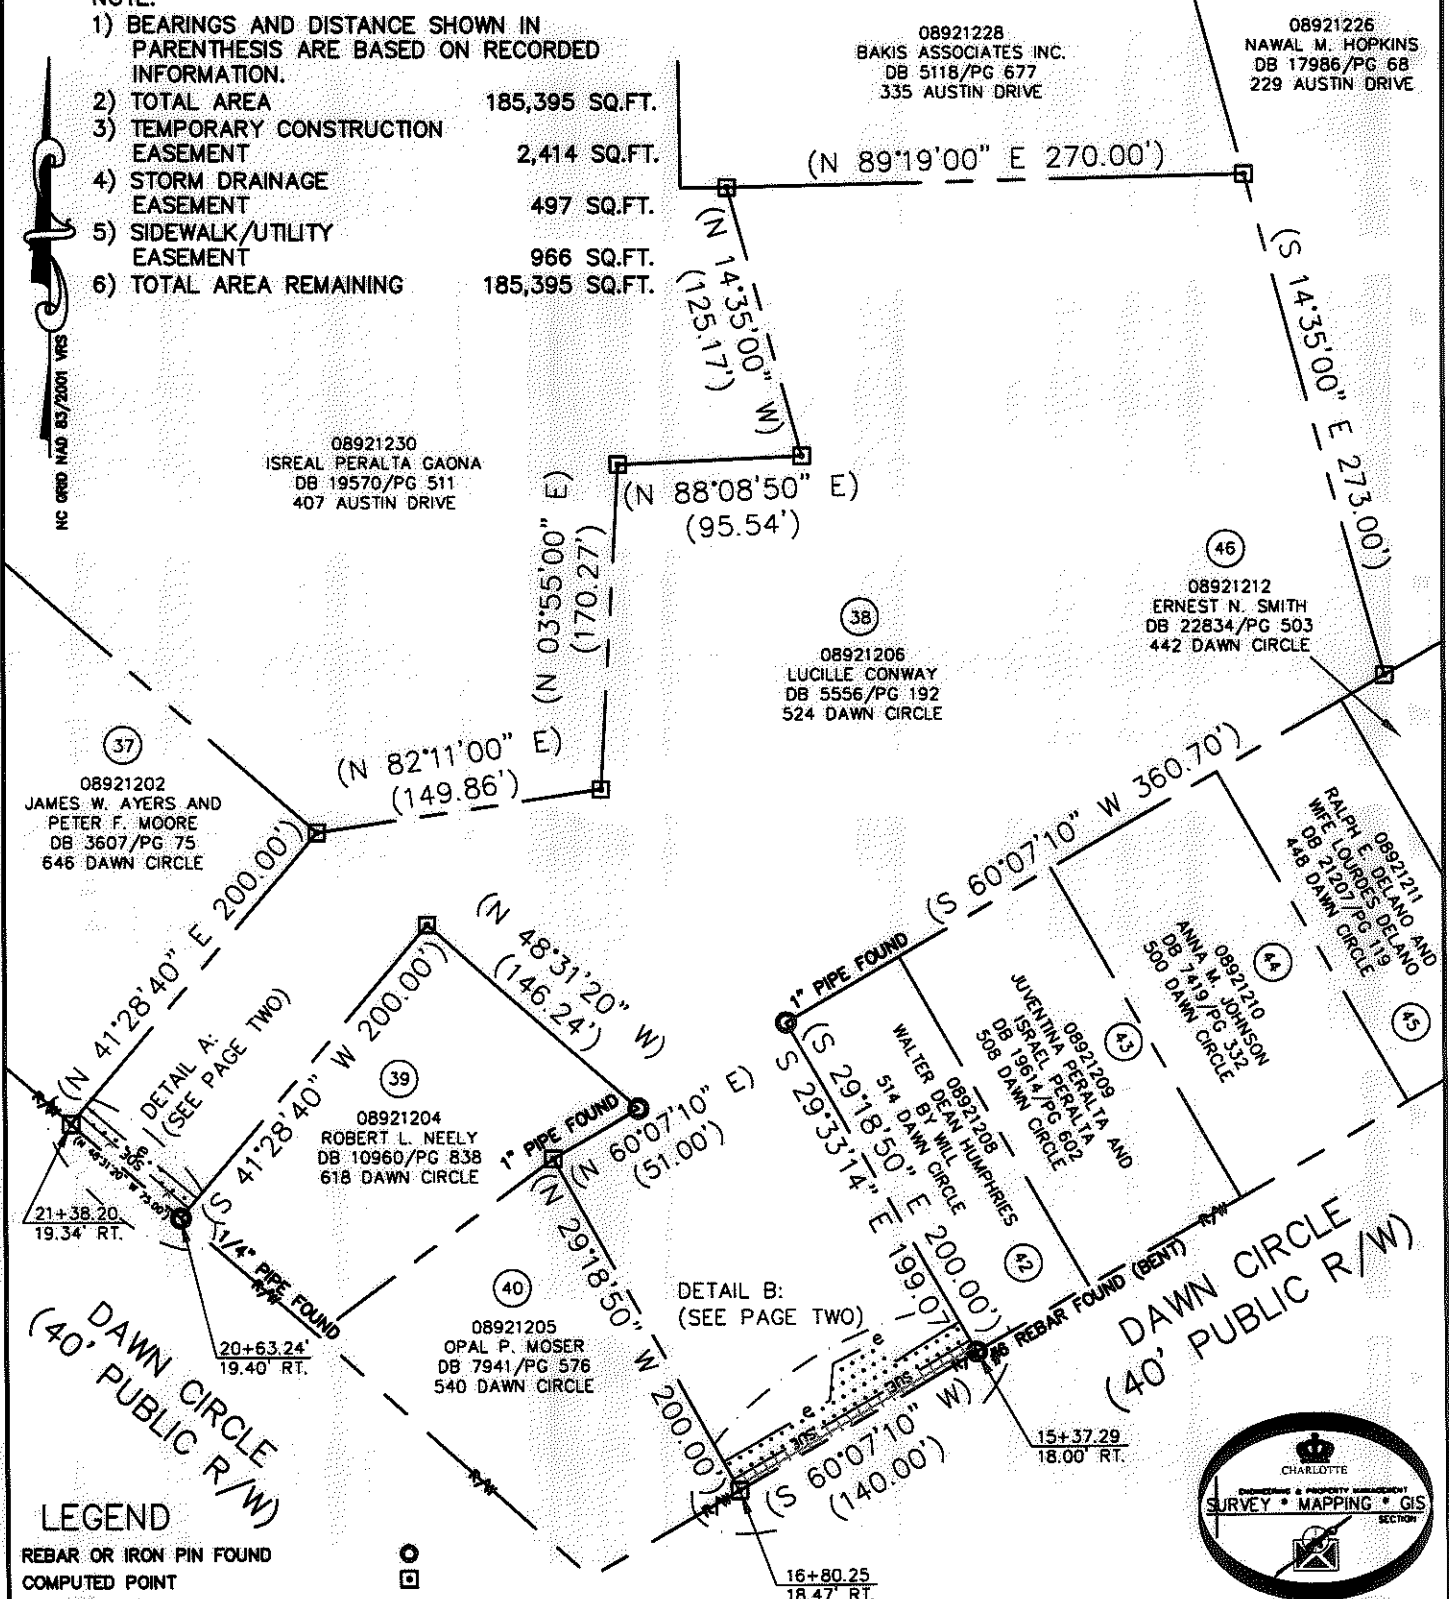 NOTE:
1) BEARINGS AND DISTANCE SHOWN IN
PARENTHESIS ARE BASED ON RECORDED
INFORMATION.
2) TOTAL AREA 185,395 SQ.FT.
3) TEMPORARY CONSTRUCTION
EASEMENT 2,414 SQ.FT.
4) STORM DRAINAGE
EASEMENT 497 SQ.FT.
5) SIDEWALK/UTILITY
EASEMENT 966 SQ.FT.
6) TOTAL AREA REMAINING 185,395 SQ.FT.
NC GRID NAD 83/2001 VRS
08921228
BAKIS ASSOCIATES INC.
DB 5118/PG 677
335 AUSTIN DRIVE
08921226
NAWAL M. HOPKINS
DB 17986/PG 68
229 AUSTIN DRIVE
(N 89°19'00" E 270.00')
(N 14°35'00" W)
(125.17')
(S 14°35'00" E 273.00')
08921230
ISREAL PERALTA GAONA
DB 19570/PG 511
407 AUSTIN DRIVE
(N 88°08'50" E)
(95.54')
(N 03°55'00" E)
(170.27')
46
08921212
ERNEST N. SMITH
DB 22834/PG 503
442 DAWN CIRCLE
38
08921206
LUCILLE CONWAY
DB 5556/PG 192
524 DAWN CIRCLE
37
08921202
JAMES W. AYERS AND
PETER F. MOORE
DB 3607/PG 75
646 DAWN CIRCLE
(N 82°11'00" E)
(149.86')
(S 60°07'10" W 360.70')
08921211
RALPH E. DELANO AND
WIFE LOURDES DELANO
DB 21207/PG 119
448 DAWN CIRCLE
45
(N 41°28'40" E 200.00')
(N 48°31'20" W)
(146.24')
1" PIPE FOUND
08921210
ANNA M. JOHNSON
DB 7419/PG 332
500 DAWN CIRCLE
44
08921209
JUVENTINA PERALTA AND
ISRAEL PERALTA
DB 19614/PG 602
508 DAWN CIRCLE
43
08921208
WALTER DEAN HUMPHRIES
BY WILL
514 DAWN CIRCLE
42
DETAIL A:
(SEE PAGE TWO)
(S 41°28'40" W 200.00')
39
08921204
ROBERT L. NEELY
DB 10960/PG 838
618 DAWN CIRCLE
1" PIPE FOUND
(N 60°07'10" E)
(51.00')
(S 29°18'50" E 200.00')
S 29°33'14" E 199.07'
R/W
SUE
e
(N 48°31'20" W 75.00')
21+38.20
19.34' RT.
1/4" PIPE FOUND
R/W
20+63.24
19.40' RT.
(N 29°18'50" W 200.00')
40
08921205
OPAL P. MOSER
DB 7941/PG 576
540 DAWN CIRCLE
DETAIL B:
(SEE PAGE TWO)
e
e
SUE
SUE
R/W
#6 REBAR FOUND (BENT)
R/W
DAWN CIRCLE
(40' PUBLIC R/W)
DAWN CIRCLE
(40' PUBLIC R/W)
R/W
R/W
(S 60°07'10" W)
(140.00')
15+37.29
18.00' RT.
16+80.25
18.47' RT.
LEGEND
REBAR OR IRON PIN FOUND
COMPUTED POINT
CHARLOTTE
ENGINEERING & PROPERTY MANAGEMENT
SURVEY * MAPPING * GIS
SECTION